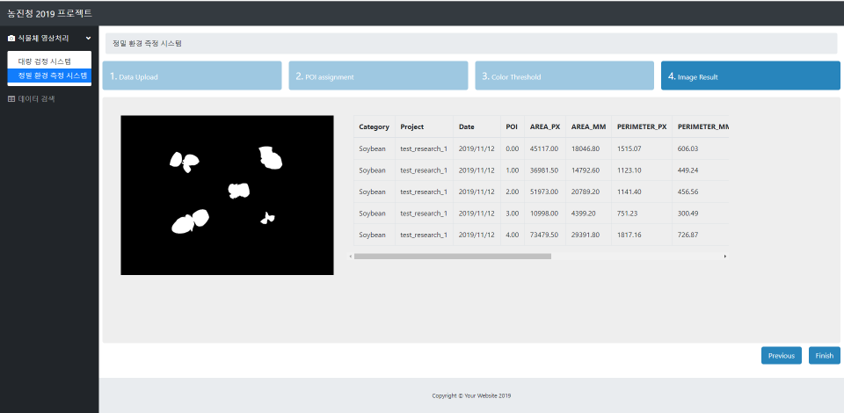 농진청 2019 프로젝트
식물체 영상처리
대량 검정 시스템
정밀 환경 측정 시스템
데이터 검색
정밀 환경 측정 시스템
1. Data Upload
2. POI assignment
3. Color Threshold
4. Image Result
Category Project Date POI AREA_PX AREA_MM PERIMETER_PX PERIMETER_MM
Soybean test_research_1 2019/11/12 0.00 45117.00 18046.80 1515.07 606.03
Soybean test_research_1 2019/11/12 1.00 36981.50 14792.60 1123.10 449.24
Soybean test_research_1 2019/11/12 2.00 51973.00 20789.20 1141.40 456.56
Soybean test_research_1 2019/11/12 3.00 10998.00 4399.20 751.23 300.49
Soybean test_research_1 2019/11/12 4.00 73479.50 29391.80 1817.16 726.87
Previous Finish
Copyright © Your Website 2019